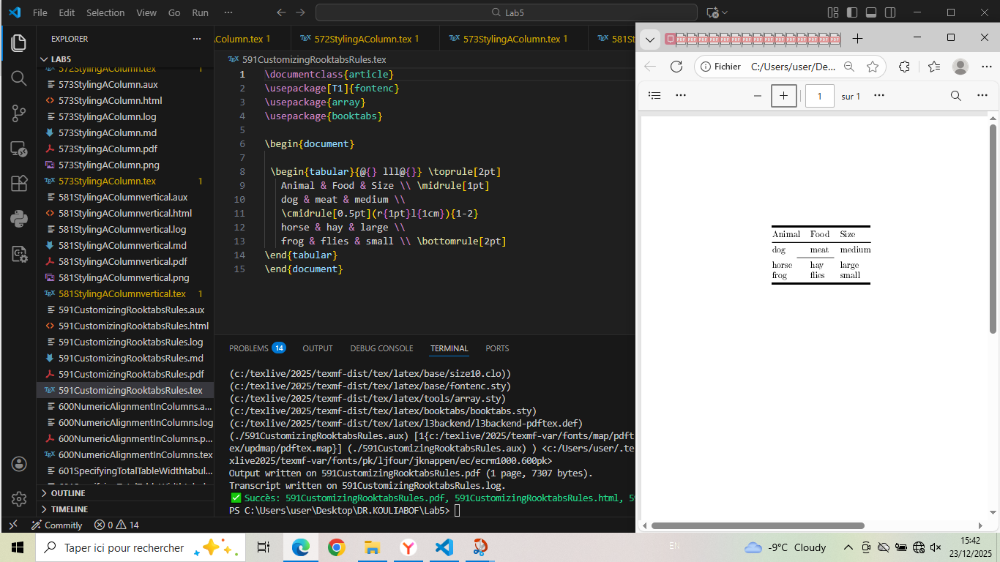 File Edit Selection View Go Run ··· Lab5
EXPLORER ···
LAB5
572StylingAColumn.tex 1
573StylingAColumn.aux
573StylingAColumn.html
573StylingAColumn.log
573StylingAColumn.md
573StylingAColumn.pdf
573StylingAColumn.png
573StylingAColumn.tex 1
581StylingAColumnvertical.aux
581StylingAColumnvertical.html
581StylingAColumnvertical.log
581StylingAColumnvertical.md
581StylingAColumnvertical.pdf
581StylingAColumnvertical.png
581StylingAColumnvertical.tex 1
591CustomizingRooktabsRules.aux
591CustomizingRooktabsRules.html
591CustomizingRooktabsRules.log
591CustomizingRooktabsRules.md
591CustomizingRooktabsRules.pdf
591CustomizingRooktabsRules.tex
600NumericAlignmentInColumns.a...
600NumericAlignmentInColumns.log
600NumericAlignmentInColumns.p...
600NumericAlignmentInColumns.tex
601SpecifyingTotalTableWidthtabul...
OUTLINE
TIMELINE
AColumn.tex 1 TEX 572StylingAColumn.tex 1 TEX 573StylingAColumn.tex 1 TEX 581St
TEX 591CustomizingRooktabsRules.tex
1 \documentclass{article}
2 \usepackage[T1]{fontenc}
3 \usepackage{array}
4 \usepackage{booktabs}
5
6 \begin{document}
7
8 \begin{tabular}{@{} lll@{}} \toprule[2pt]
9 Animal & Food & Size \\ \midrule[1pt]
10 dog & meat & medium \\
11 \cmidrule[0.5pt](r{1pt}l{1cm}){1-2}
12 horse & hay & large \\
13 frog & flies & small \\ \bottomrule[2pt]
14 \end{tabular}
15 \end{document}
PROBLEMS 14 OUTPUT DEBUG CONSOLE TERMINAL PORTS
(c:/texlive/2025/texmf-dist/tex/latex/base/size10.clo))
(c:/texlive/2025/texmf-dist/tex/latex/base/fontenc.sty)
(c:/texlive/2025/texmf-dist/tex/latex/tools/array.sty)
(c:/texlive/2025/texmf-dist/tex/latex/booktabs/booktabs.sty)
(c:/texlive/2025/texmf-dist/tex/latex/l3backend/l3backend-pdftex.def)
(./591CustomizingRooktabsRules.aux) [1{c:/texlive/2025/texmf-var/fonts/map/pdft
ex/updmap/pdftex.map}] (./591CustomizingRooktabsRules.aux) ) <c:/Users/user/.te
xlive2025/texmf-var/fonts/pk/ljfour/jknappen/ec/ecrm1000.600pk>
Output written on 591CustomizingRooktabsRules.pdf (1 page, 7307 bytes).
Transcript written on 591CustomizingRooktabsRules.log.
✅ Succès: 591CustomizingRooktabsRules.pdf, 591CustomizingRooktabsRules.html, 5
PS C:\Users\user\Desktop\DR.KOULIABOF\Lab5>
Commitly 0 14
Fichier C:/Users/user/De...
1 sur 1 ···
Animal Food Size
dog meat medium
horse hay large
frog flies small
Taper ici pour rechercher
EN
-9°C Cloudy
15:42
23/12/2025